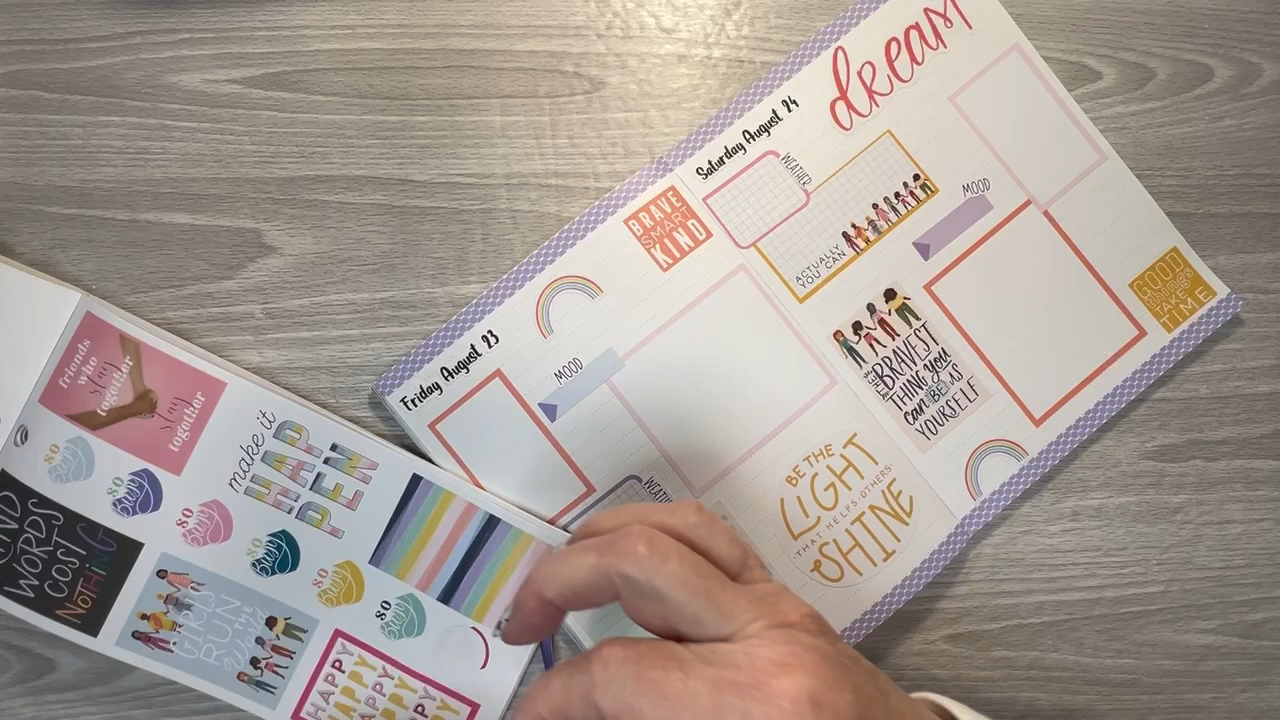 dream
Saturday August 24
WEATHER
BRAVE
SMART
KIND
ACTUALLY
YOU CAN
MOOD
GOOD
things
TAKE
TIME
Friday August 23
MOOD
BRAVEST
THING you
can BE IS
YOURSELF
WEATHER
BE THE
LIGHT
THAT HELPS OTHERS
SHINE
friends
who
stay
together
stay
together
make it
HAP
PEN
so
Busy
so
Busy
so
Busy
so
Busy
so
Busy
so
Busy
WORDS
COST
NOTHING
GIRLS
RUN
THE
World
HAPPY
HAPPY
HAPPY
HAPPY